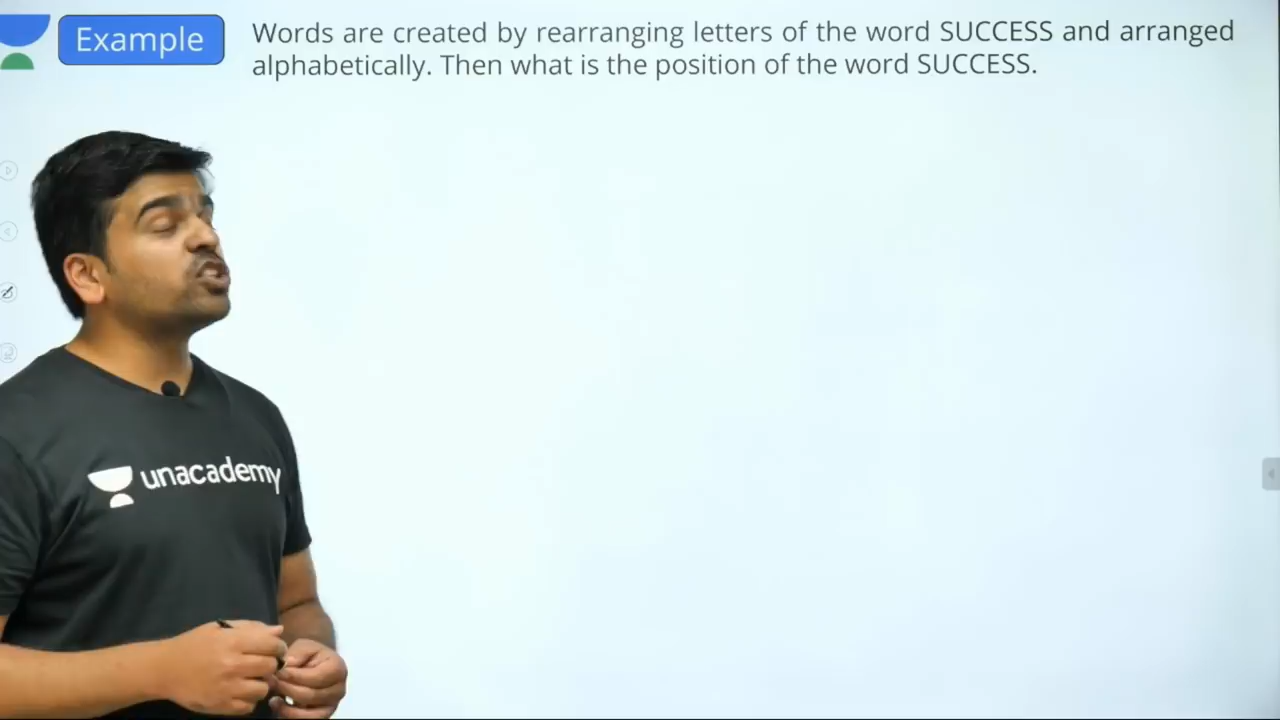 Example
Words are created by rearranging letters of the word SUCCESS and arranged
alphabetically. Then what is the position of the word SUCCESS.
unacademy